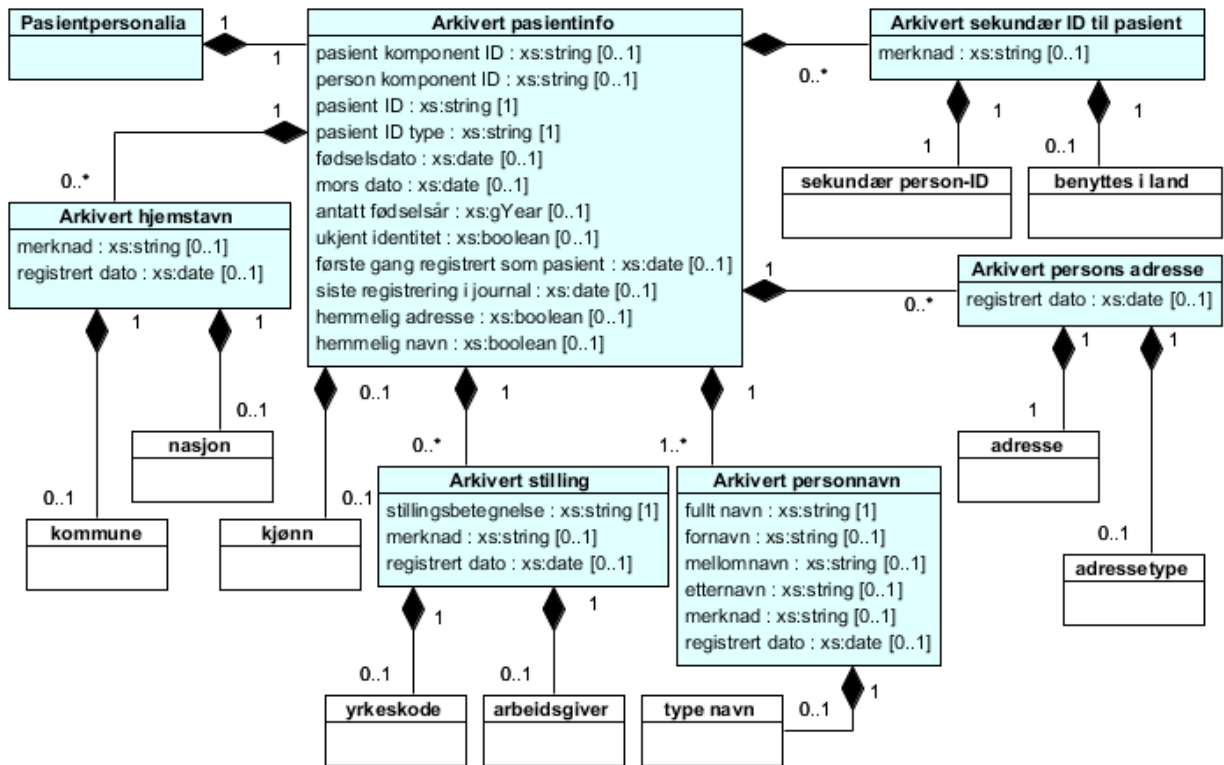 Pasientpersonalia
1
1
Arkivert pasientinfo
pasient komponent ID : xs:string [0..1]
person komponent ID : xs:string [0..1]
pasient ID : xs:string [1]
pasient ID type : xs:string [1]
fødselsdato : xs:date [0..1]
mors dato : xs:date [0..1]
antatt fødselsår : xs:gYear [0..1]
ukjent identitet : xs:boolean [0..1]
første gang registrert som pasient : xs:date [0..1]
siste registrering i journal : xs:date [0..1]
hemmelig adresse : xs:boolean [0..1]
hemmelig navn : xs:boolean [0..1]
0..*
Arkivert sekundær ID til pasient
merknad : xs:string [0..1]
1
1
1
0..1
sekundær person-ID
benyttes i land
1
0..*
Arkivert hjemstavn
merknad : xs:string [0..1]
registrert dato : xs:date [0..1]
1
1
0..1
nasjon
0..1
kommune
1
0..*
Arkivert persons adresse
registrert dato : xs:date [0..1]
1
1
1
adresse
0..1
adressetype
0..1
0..1
kjønn
1
0..*
Arkivert stilling
stillingsbetegnelse : xs:string [1]
merknad : xs:string [0..1]
registrert dato : xs:date [0..1]
1
1
0..1
0..1
yrkeskode
arbeidsgiver
1
1..*
Arkivert personnavn
fullt navn : xs:string [1]
fornavn : xs:string [0..1]
mellomnavn : xs:string [0..1]
etternavn : xs:string [0..1]
merknad : xs:string [0..1]
registrert dato : xs:date [0..1]
1
0..1
type navn